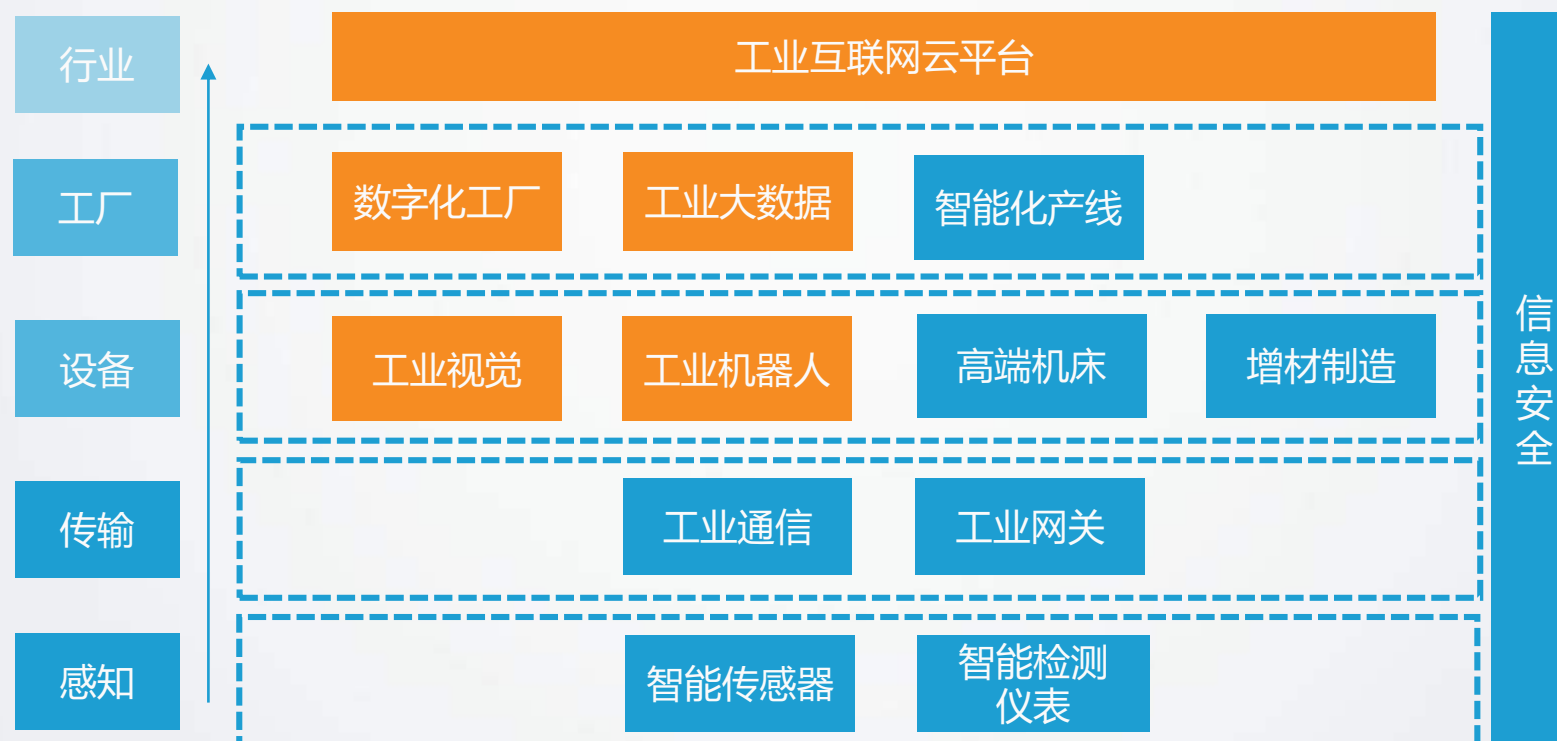 行业
工业互联网云平台
工厂
数字化工厂
工业大数据
智能化产线
设备
工业视觉
工业机器人
高端机床
增材制造
传输
工业通信
工业网关
感知
智能传感器
智能检测
仪表
信息安全